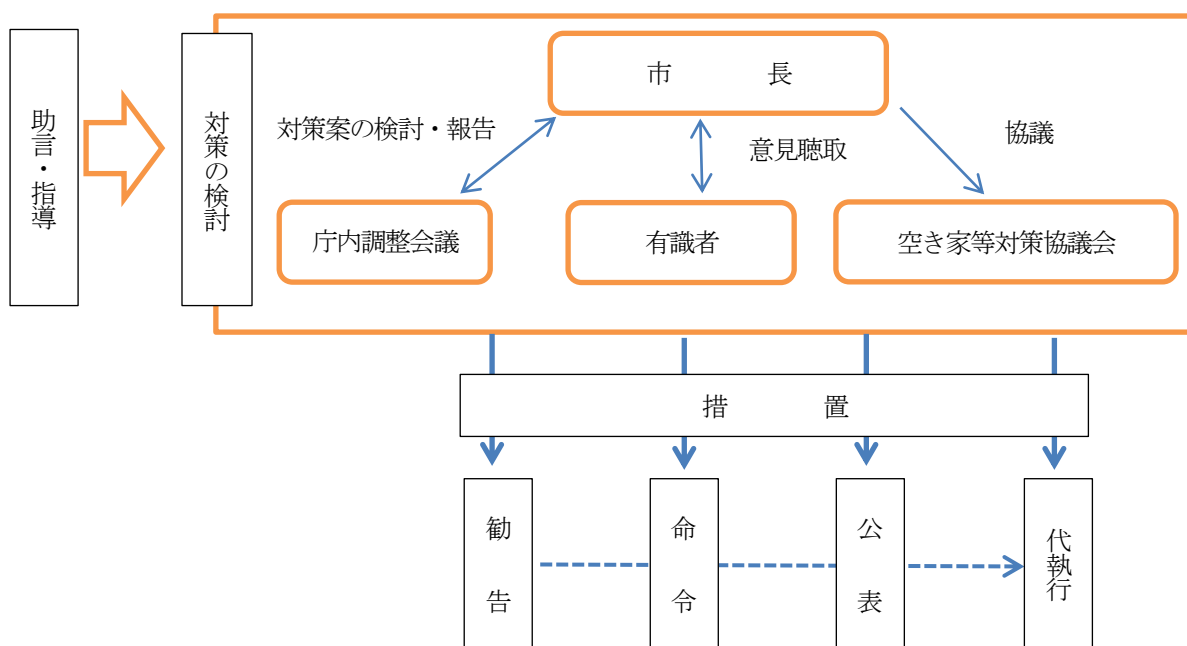 助言・指導
対策の検討
市長
対策案の検討・報告
意見聴取
協議
庁内調整会議
有識者
空き家等対策協議会
措置
勧告
命令
公表
代執行